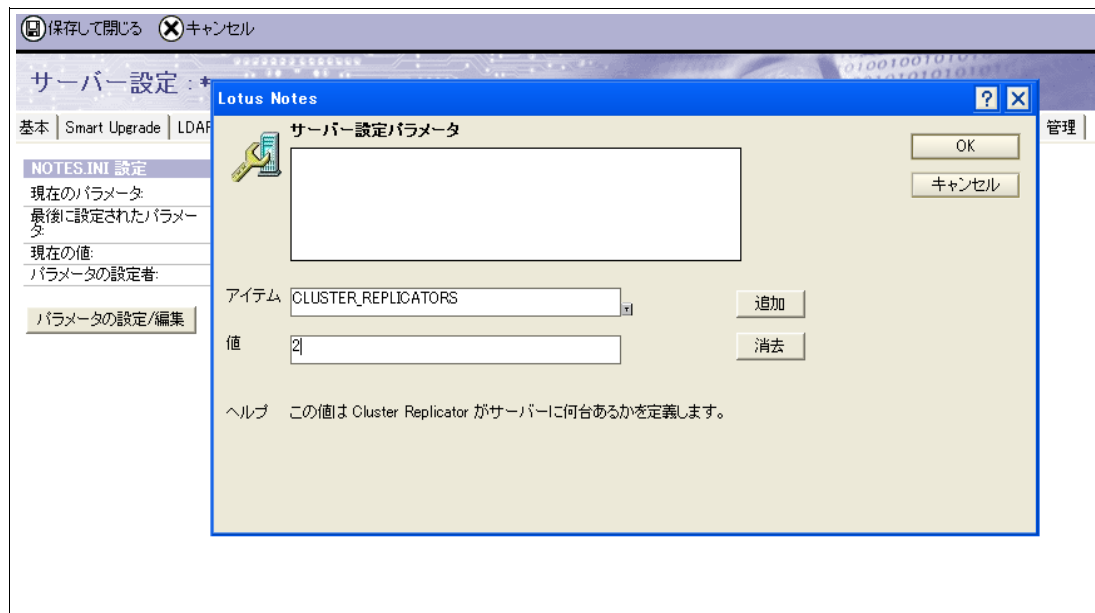 保存して閉じる キャンセル
サーバー設定 : *
基本 Smart Upgrade LDAP 管理
NOTES.INI 設定
現在のパラメータ:
最後に設定されたパラメー
タ:
現在の値:
パラメータの設定者:
パラメータの設定/編集
Lotus Notes
サーバー設定パラメータ
OK
キャンセル
アイテム CLUSTER_REPLICATORS 追加
値 2 消去
ヘルプ この値は Cluster Replicator がサーバーに何台あるかを定義します。